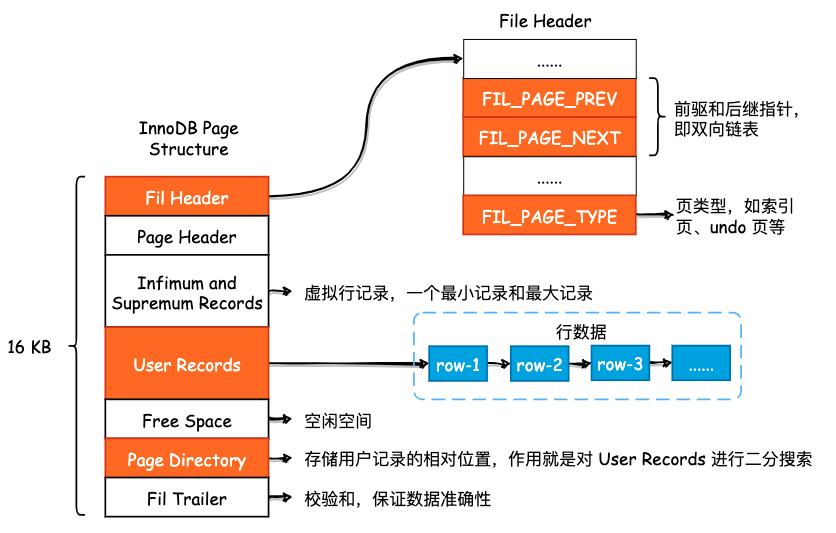 File Header
......
FIL_PAGE_PREV
FIL_PAGE_NEXT
......
FIL_PAGE_TYPE
前驱和后继指针，
即双向链表
页类型，如索引
页、undo 页等
InnoDB Page
Structure
16 KB
Fil Header
Page Header
Infimum and
Supremum Records
虚拟行记录，一个最小记录和最大记录
User Records
行数据
row-1
row-2
row-3
......
Free Space
空闲空间
Page Directory
存储用户记录的相对位置，作用就是对 User Records 进行二分搜索
Fil Trailer
校验和，保证数据准确性